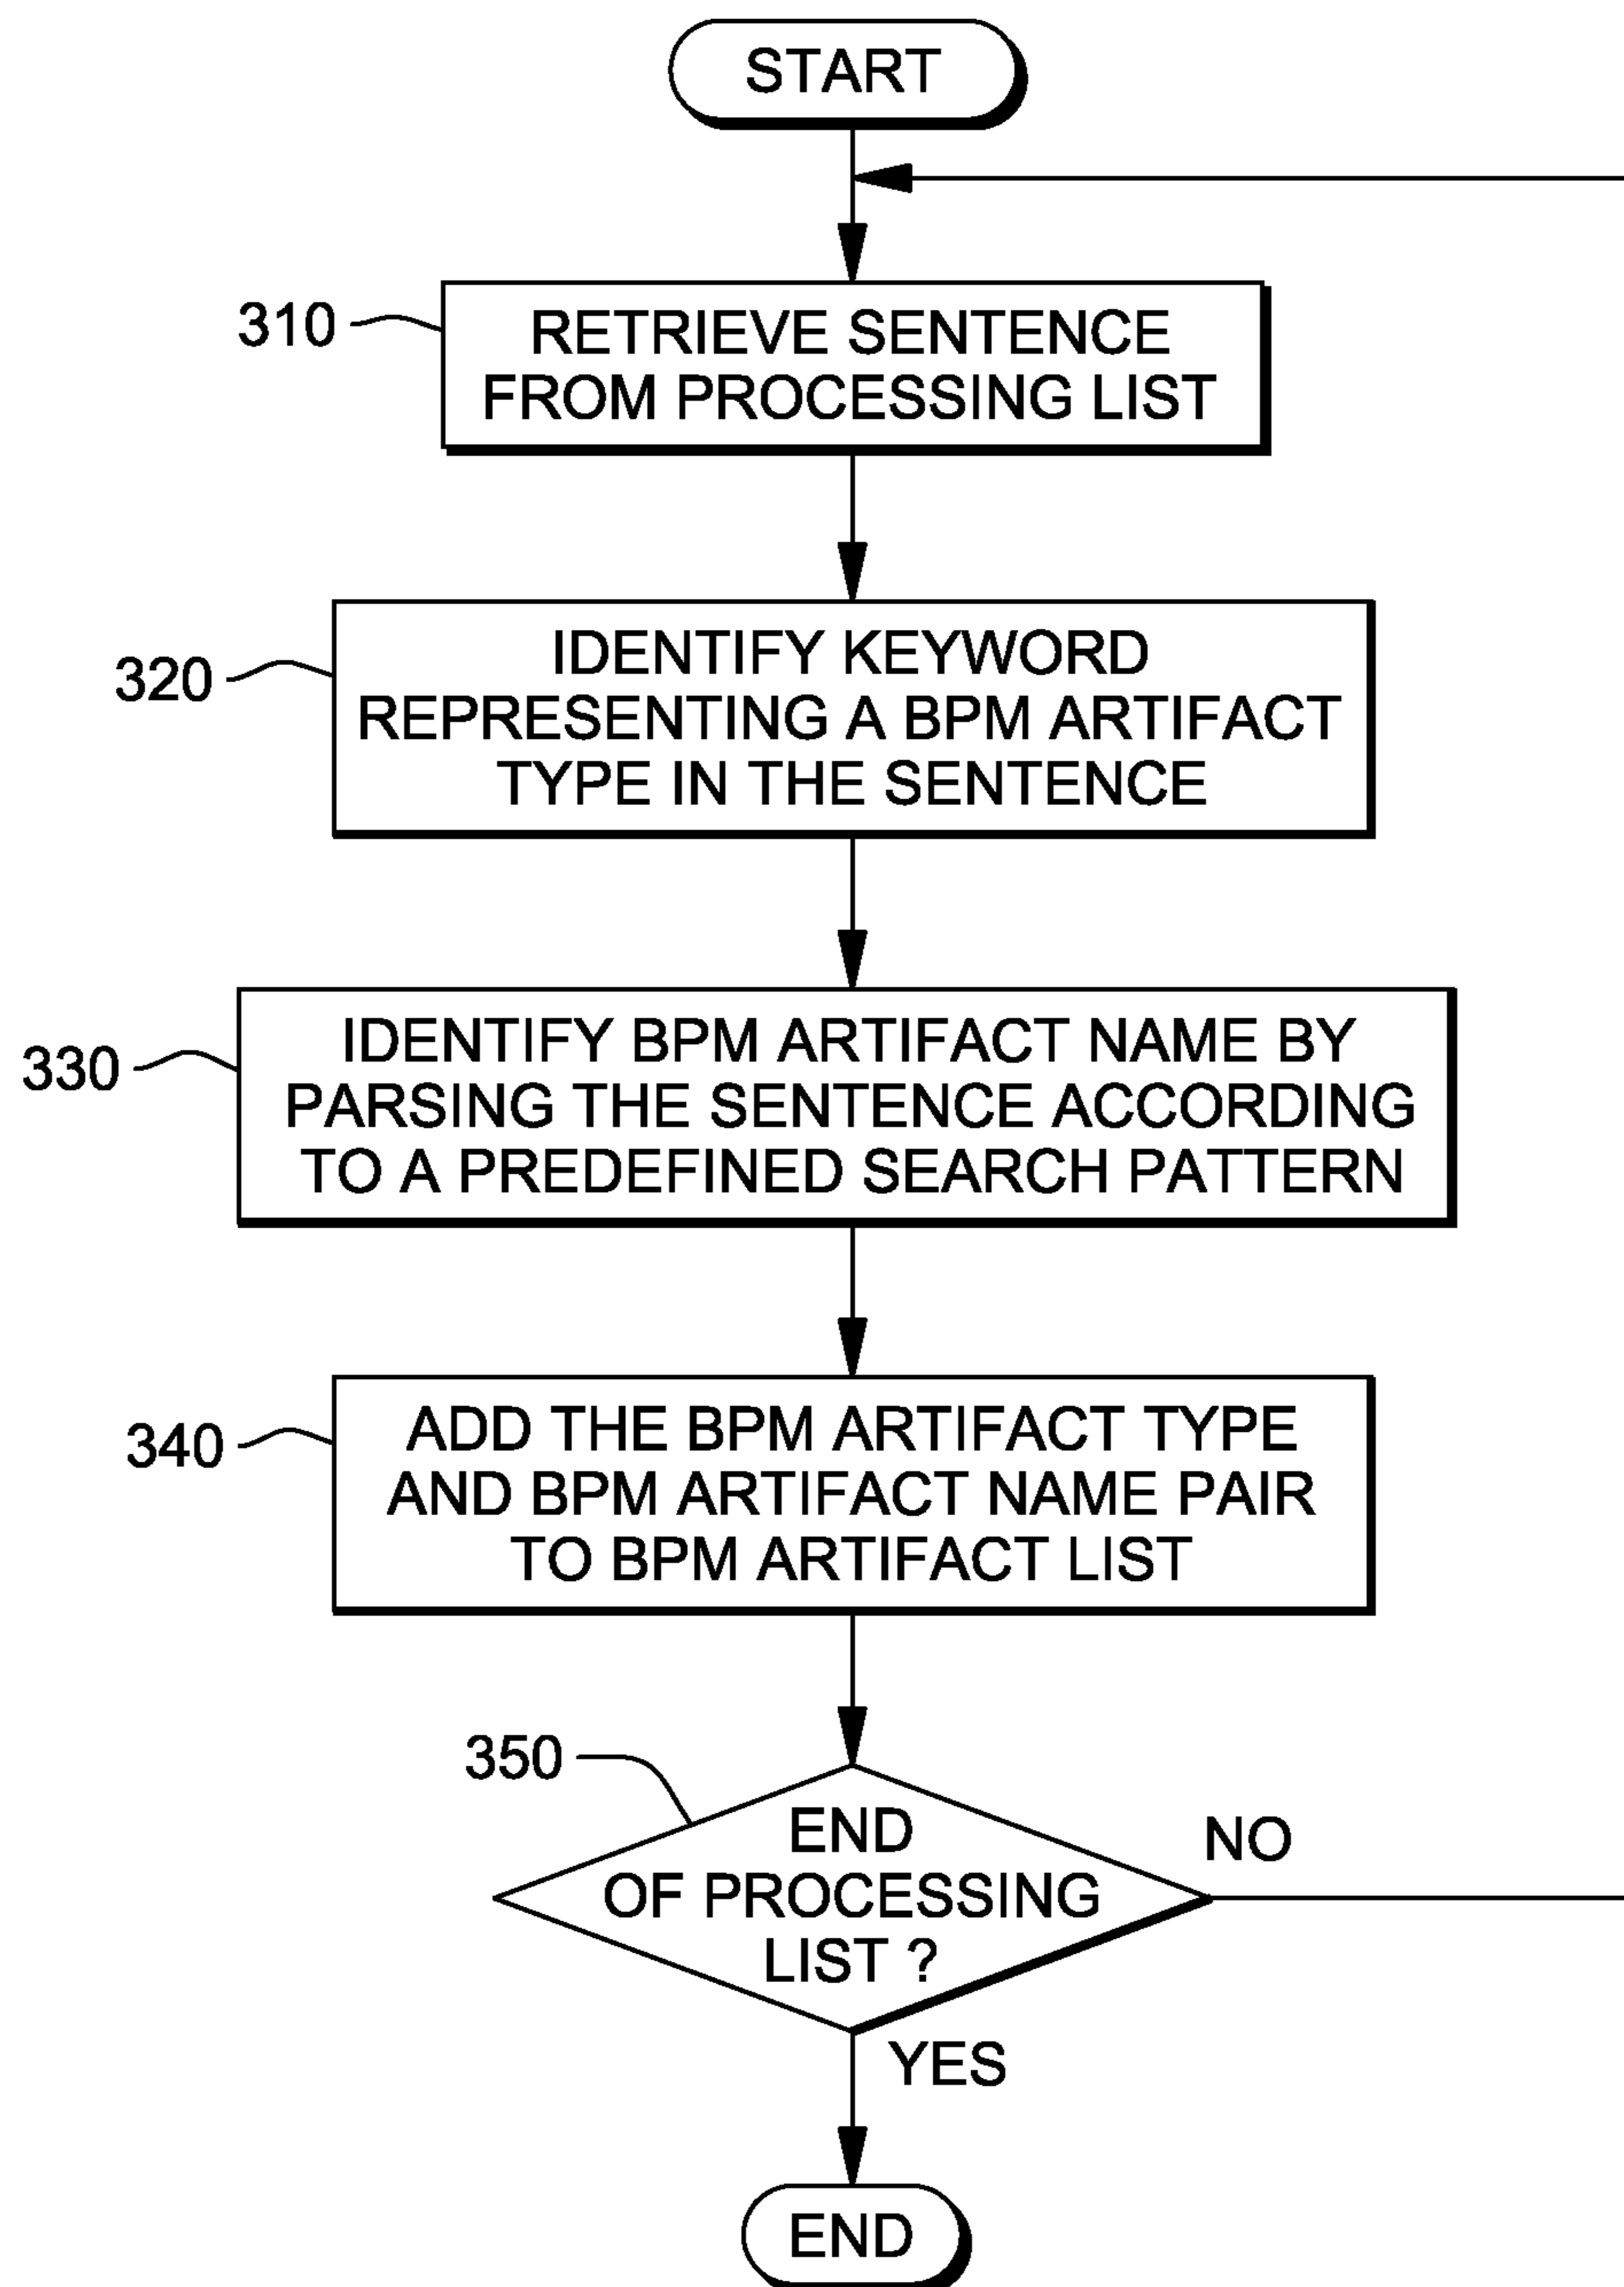 START
310
RETRIEVE SENTENCE
FROM PROCESSING LIST
320
IDENTIFY KEYWORD
REPRESENTING A BPM ARTIFACT
TYPE IN THE SENTENCE
330
IDENTIFY BPM ARTIFACT NAME BY
PARSING THE SENTENCE ACCORDING
TO A PREDEFINED SEARCH PATTERN
340
ADD THE BPM ARTIFACT TYPE
AND BPM ARTIFACT NAME PAIR
TO BPM ARTIFACT LIST
350
END
OF PROCESSING
LIST ?
NO
YES
END